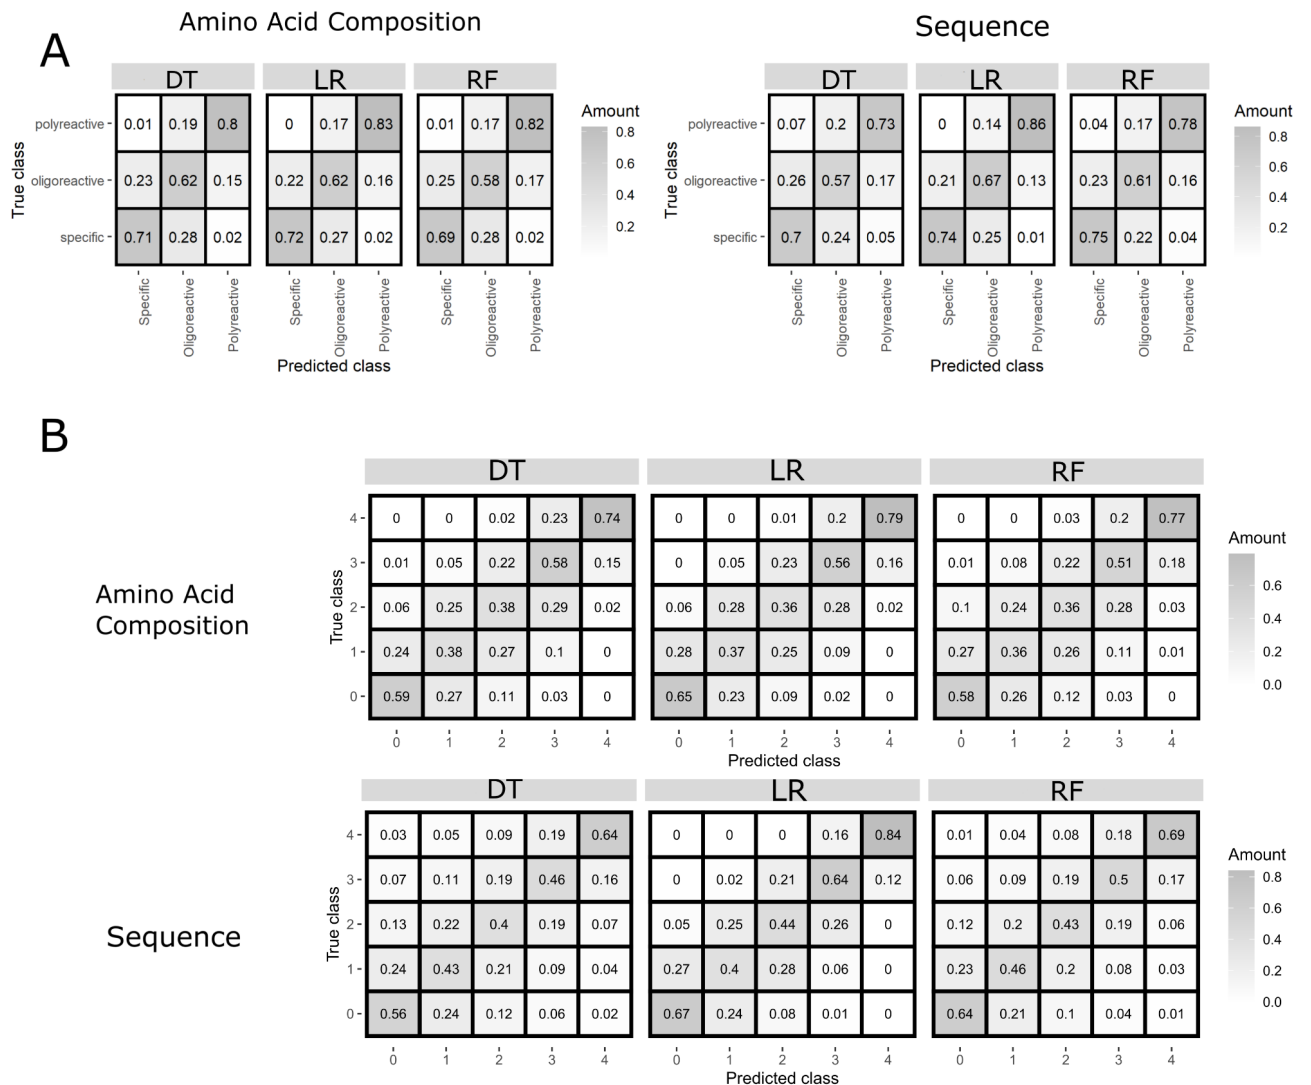 Amino Acid Composition
Sequence
A
DT LR RF
DT LR RF
True class
polyreactive 0.01 0.19 0.8 0 0.17 0.83 0.01 0.17 0.82
oligoreactive 0.23 0.62 0.15 0.22 0.62 0.16 0.25 0.58 0.17
specific 0.71 0.28 0.02 0.72 0.27 0.02 0.69 0.28 0.02
Specific Oligoreactive Polyreactive Specific Oligoreactive Polyreactive Specific Oligoreactive Polyreactive
Predicted class
Amount
0.8
0.6
0.4
0.2
True class
polyreactive 0.07 0.2 0.73 0 0.14 0.86 0.04 0.17 0.78
oligoreactive 0.26 0.57 0.17 0.21 0.67 0.13 0.23 0.61 0.16
specific 0.7 0.24 0.05 0.74 0.25 0.01 0.75 0.22 0.04
Specific Oligoreactive Polyreactive Specific Oligoreactive Polyreactive Specific Oligoreactive Polyreactive
Predicted class
Amount
0.8
0.6
0.4
0.2
B
Amino Acid
Composition
DT LR RF
True class
4 0 0 0.02 0.23 0.74 0 0 0.01 0.2 0.79 0 0 0.03 0.2 0.77
3 0.01 0.05 0.22 0.58 0.15 0 0.05 0.23 0.56 0.16 0.01 0.08 0.22 0.51 0.18
2 0.06 0.25 0.38 0.29 0.02 0.06 0.28 0.36 0.28 0.02 0.1 0.24 0.36 0.28 0.03
1 0.24 0.38 0.27 0.1 0 0.28 0.37 0.25 0.09 0 0.27 0.36 0.26 0.11 0.01
0 0.59 0.27 0.11 0.03 0 0.65 0.23 0.09 0.02 0 0.58 0.26 0.12 0.03 0
0 1 2 3 4 0 1 2 3 4 0 1 2 3 4
Predicted class
Amount
0.6
0.4
0.2
0.0
Sequence
DT LR RF
True class
4 0.03 0.05 0.09 0.19 0.64 0 0 0 0.16 0.84 0.01 0.04 0.08 0.18 0.69
3 0.07 0.11 0.19 0.46 0.16 0 0.02 0.21 0.64 0.12 0.06 0.09 0.19 0.5 0.17
2 0.13 0.22 0.4 0.19 0.07 0.05 0.25 0.44 0.26 0 0.12 0.2 0.43 0.19 0.06
1 0.24 0.43 0.21 0.09 0.04 0.27 0.4 0.28 0.06 0 0.23 0.46 0.2 0.08 0.03
0 0.56 0.24 0.12 0.06 0.02 0.67 0.24 0.08 0.01 0 0.64 0.21 0.1 0.04 0.01
0 1 2 3 4 0 1 2 3 4 0 1 2 3 4
Predicted class
Amount
0.8
0.6
0.4
0.2
0.0